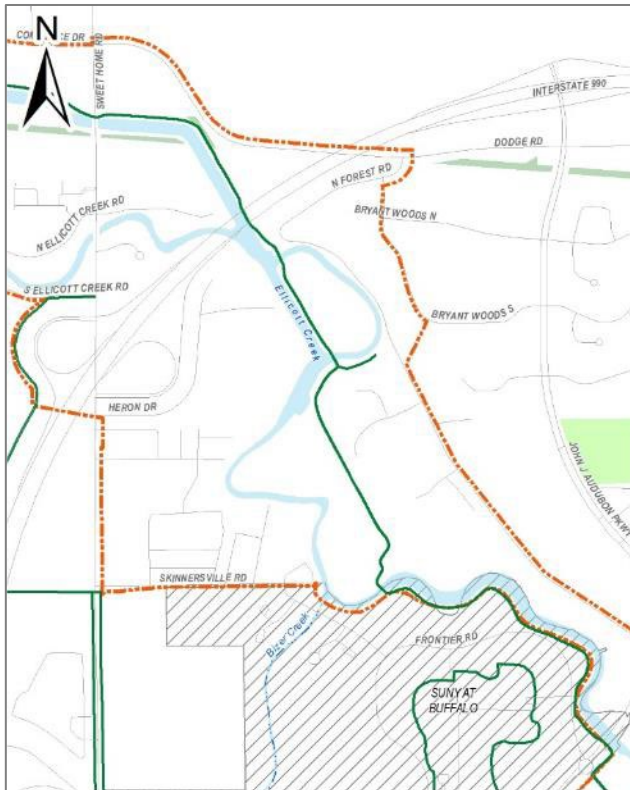 N
SWEET HOME RD
INTERSTATE 990
DODGE RD
N FOREST RD
BRYANT WOODS N
N ELLICOTT CREEK RD
S ELLICOTT CREEK RD
Ellicott Creek
BRYANT WOODS S
HERON DR
JOHN J AUDUBON PKWY
SKINNERSVILLE RD
Bizer Creek
FRONTIER RD
SUNY AT
BUFFALO